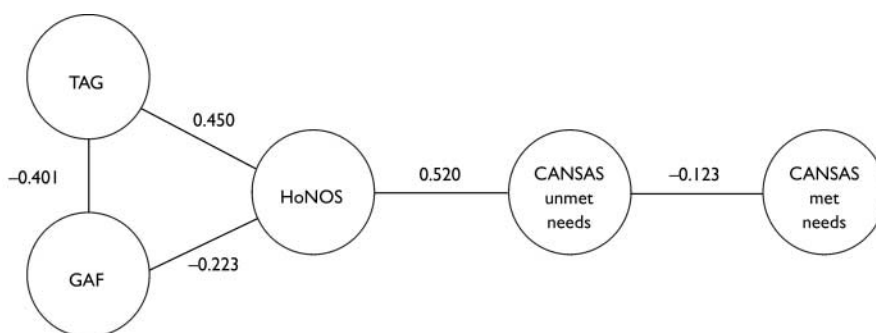 TAG
0.450
−0.401
HoNOS
0.520
CANSAS
unmet
needs
−0.123
CANSAS
met
needs
−0.223
GAF